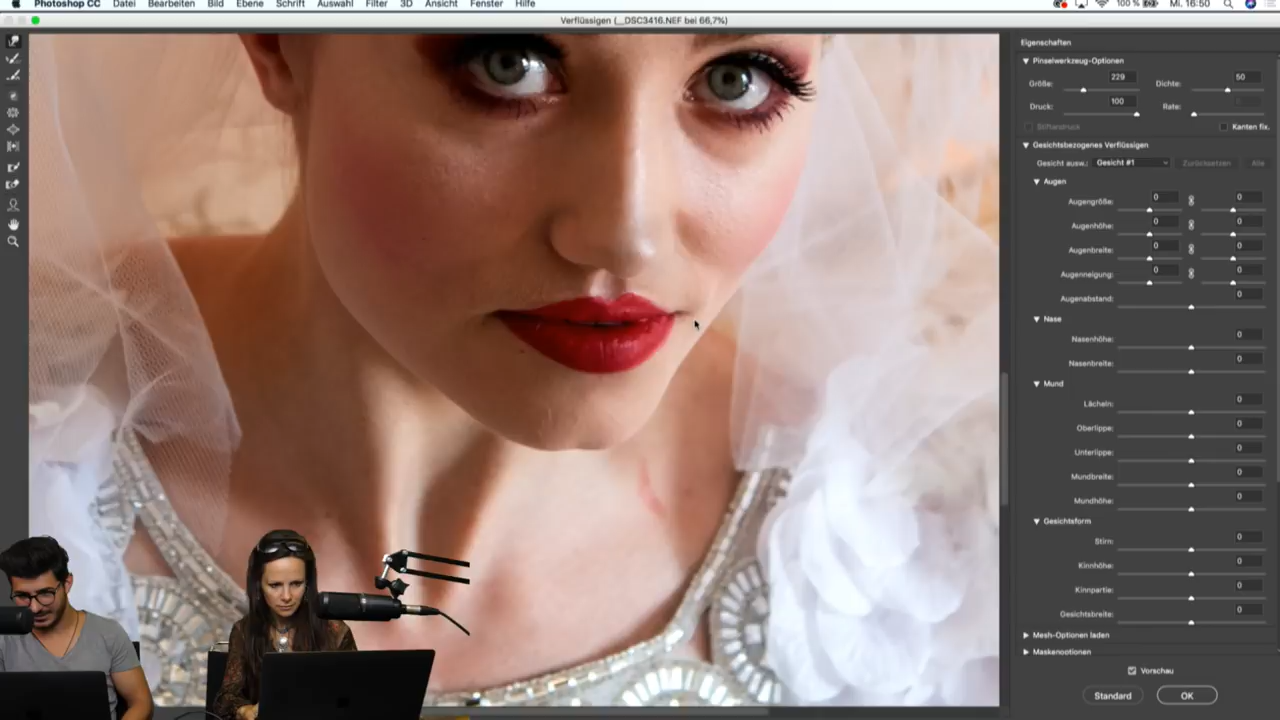 Photoshop CC Datei Bearbeiten Bild Ebene Schrift Auswahl Filter 3D Ansicht Fenster Hilfe 100 % Mi. 16:50
Verflüssigen (__DSC3416.NEF bei 66,7%)
Eigenschaften
Pinselwerkzeug-Optionen
Größe: 229 Dichte: 50
Druck: 100 Rate:
Stiftandruck Kanten fix.
Gesichtsbezogenes Verflüssigen
Gesicht ausw.: Gesicht #1 Zurücksetzen Alle
Augen
Augengröße: 0 0
Augenhöhe: 0 0
Augenbreite: 0 0
Augenneigung: 0 0
Augenabstand: 0
Nase
Nasenhöhe: 0
Nasenbreite: 0
Mund
Lächeln: 0
Oberlippe: 0
Unterlippe: 0
Mundbreite: 0
Mundhöhe: 0
Gesichtsform
Stirn: 0
Kinnhöhe: 0
Kinnpartie: 0
Gesichtsbreite: 0
Mesh-Optionen laden
Maskenoptionen
Vorschau
Standard OK